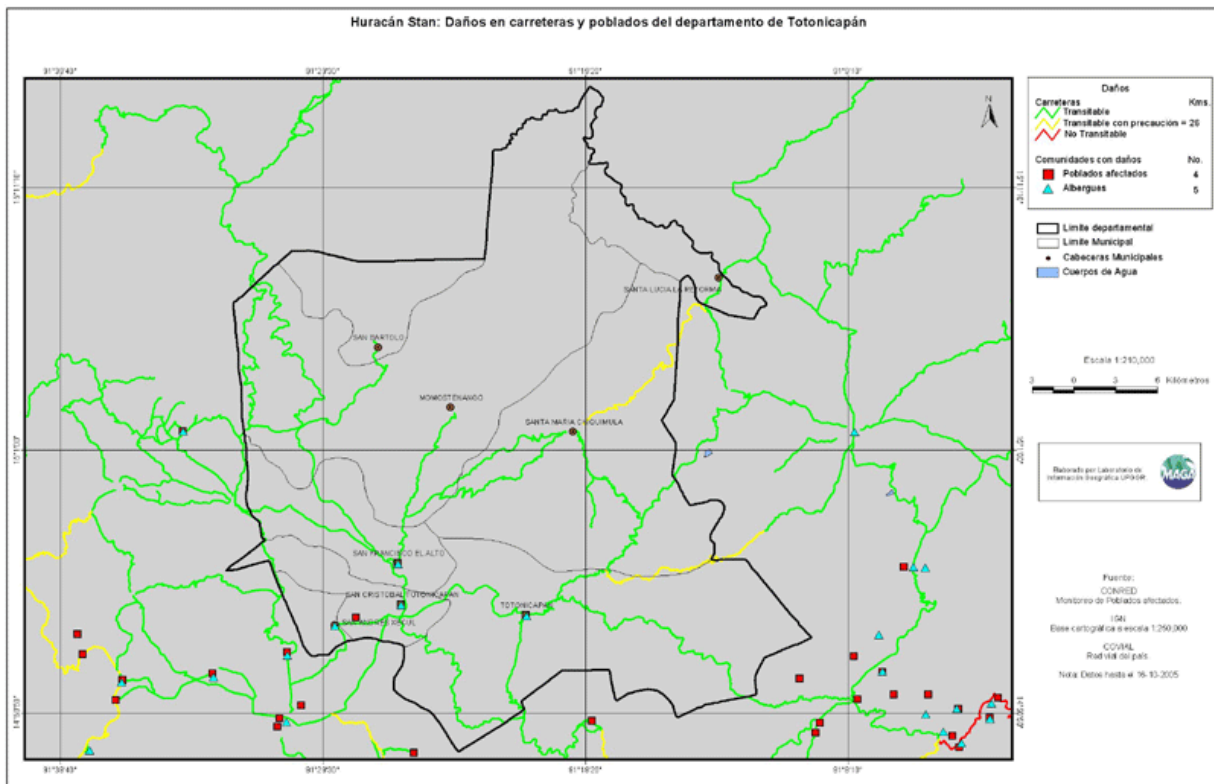 Huracán Stan: Daños en carreteras y poblados del departamento de Totonicapán
N
SANTA LUCIA LA REFORMA
SAN BARTOLO
MOMOSTENANGO
SANTA MARIA CHIQUIMULA
SAN FRANCISCO EL ALTO
SAN CRISTOBAL TOTONICAPAN
TOTONICAPAN
SAN ANDRES XECUL
Daños
Carreteras Kms.
Transitable
Transitable con precaución = 26
No Transitable
Comunidades con daños No.
Poblados afectados 4
Albergues 5
Límite departamental
Límite Municipal
Cabeceras Municipales
Cuerpos de Agua
Escala 1:210,000
3 0 3 6 Kilómetros
Elaborado por Laboratorio de
Información Geográfica
MAGA
Fuente:
CONRED
Monitoreo de Poblados afectados.
IGN
Base cartográfica a escala 1:250,000
COVIAL
Red vial del país.
Nota: Datos hasta el 16-10-2005